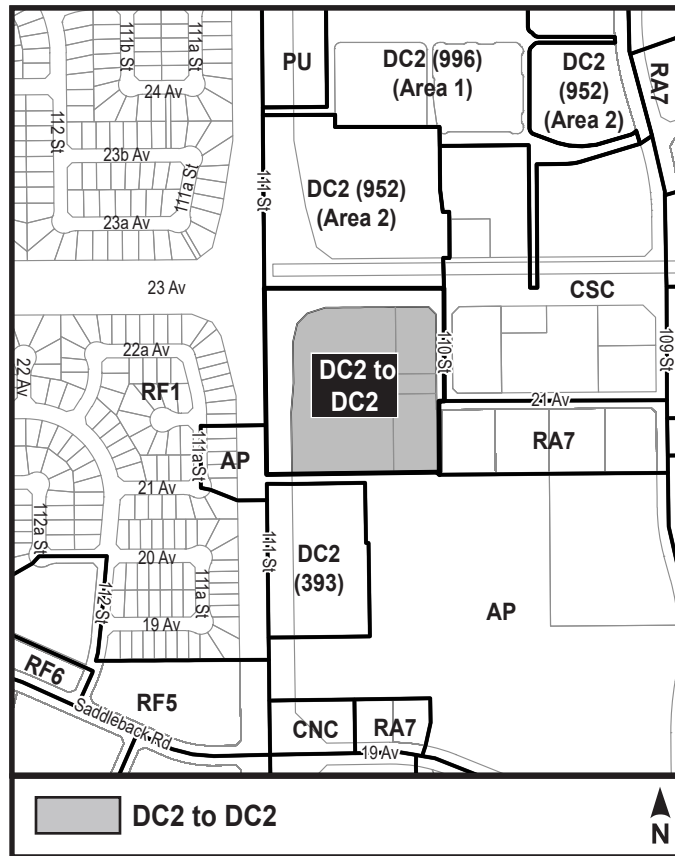 111b St
111a St
PU
DC2 (996)
(Area 1)
DC2
(952)
(Area 2)
RA7
24 Av
112 St
23b Av
111a St
111 St
DC2 (952)
(Area 2)
23a Av
23 Av
CSC
22a Av
22 Av
RF1
DC2 to
DC2
110 St
109 St
21 Av
111a St
AP
RA7
21 Av
112a St
20 Av
111 St
DC2
(393)
112 St
111a St
AP
19 Av
RF6
RF5
Saddleback Rd
CNC
RA7
19 Av
DC2 to DC2
N